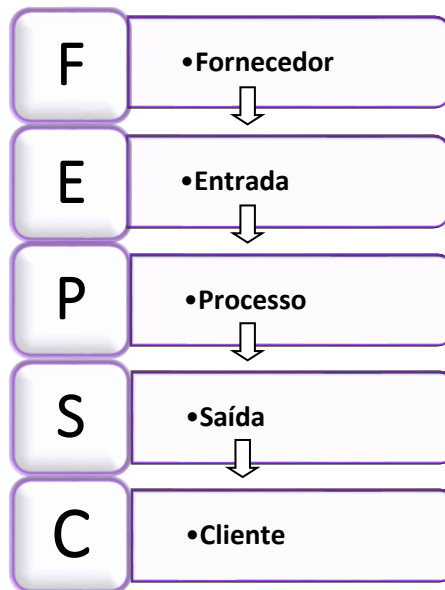 F
•Fornecedor
E
•Entrada
P
•Processo
S
•Saída
C
•Cliente